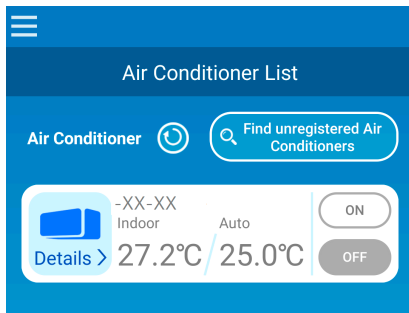 Air Conditioner List
Air Conditioner
Find unregistered Air
Conditioners
-XX-XX
Indoor
Auto
ON
Details >
27.2℃/25.0℃
OFF